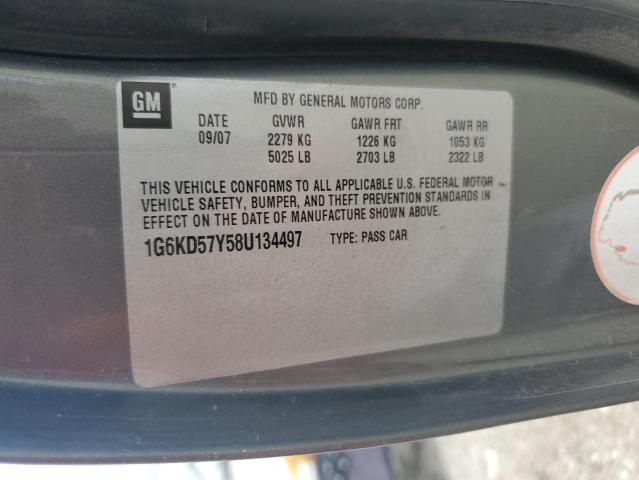 GM
MFD BY GENERAL MOTORS CORP.
DATE GVWR GAWR FRT GAWR RR
09/07 2279 KG 1226 KG 1053 KG
5025 LB 2703 LB 2322 LB
THIS VEHICLE CONFORMS TO ALL APPLICABLE U.S. FEDERAL MOTOR
VEHICLE SAFETY, BUMPER, AND THEFT PREVENTION STANDARDS IN
EFFECT ON THE DATE OF MANUFACTURE SHOWN ABOVE.
1G6KD57Y58U134497 TYPE: PASS CAR